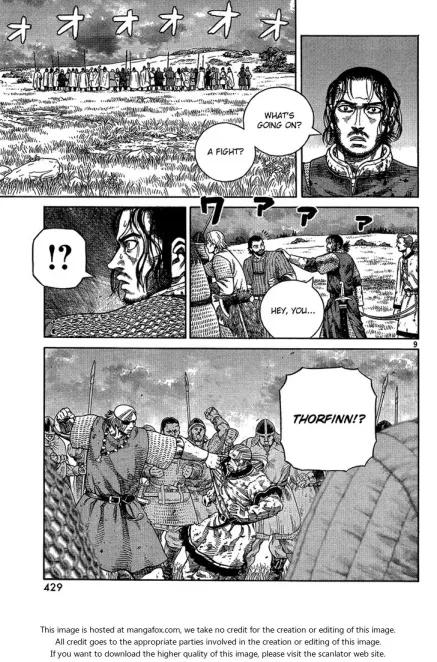 オオオオオ
WHAT'S
GOING ON?
A FIGHT?
!?
ワァァァ
HEY, YOU...
9
THORFINN!?
429
This image is hosted at mangafox.com, we take no credit for the creation or editing of this image.
All credit goes to the appropriate parties involved in the creation or editing of this image.
If you want to download the higher quality of this image, please visit the scanlator web site.